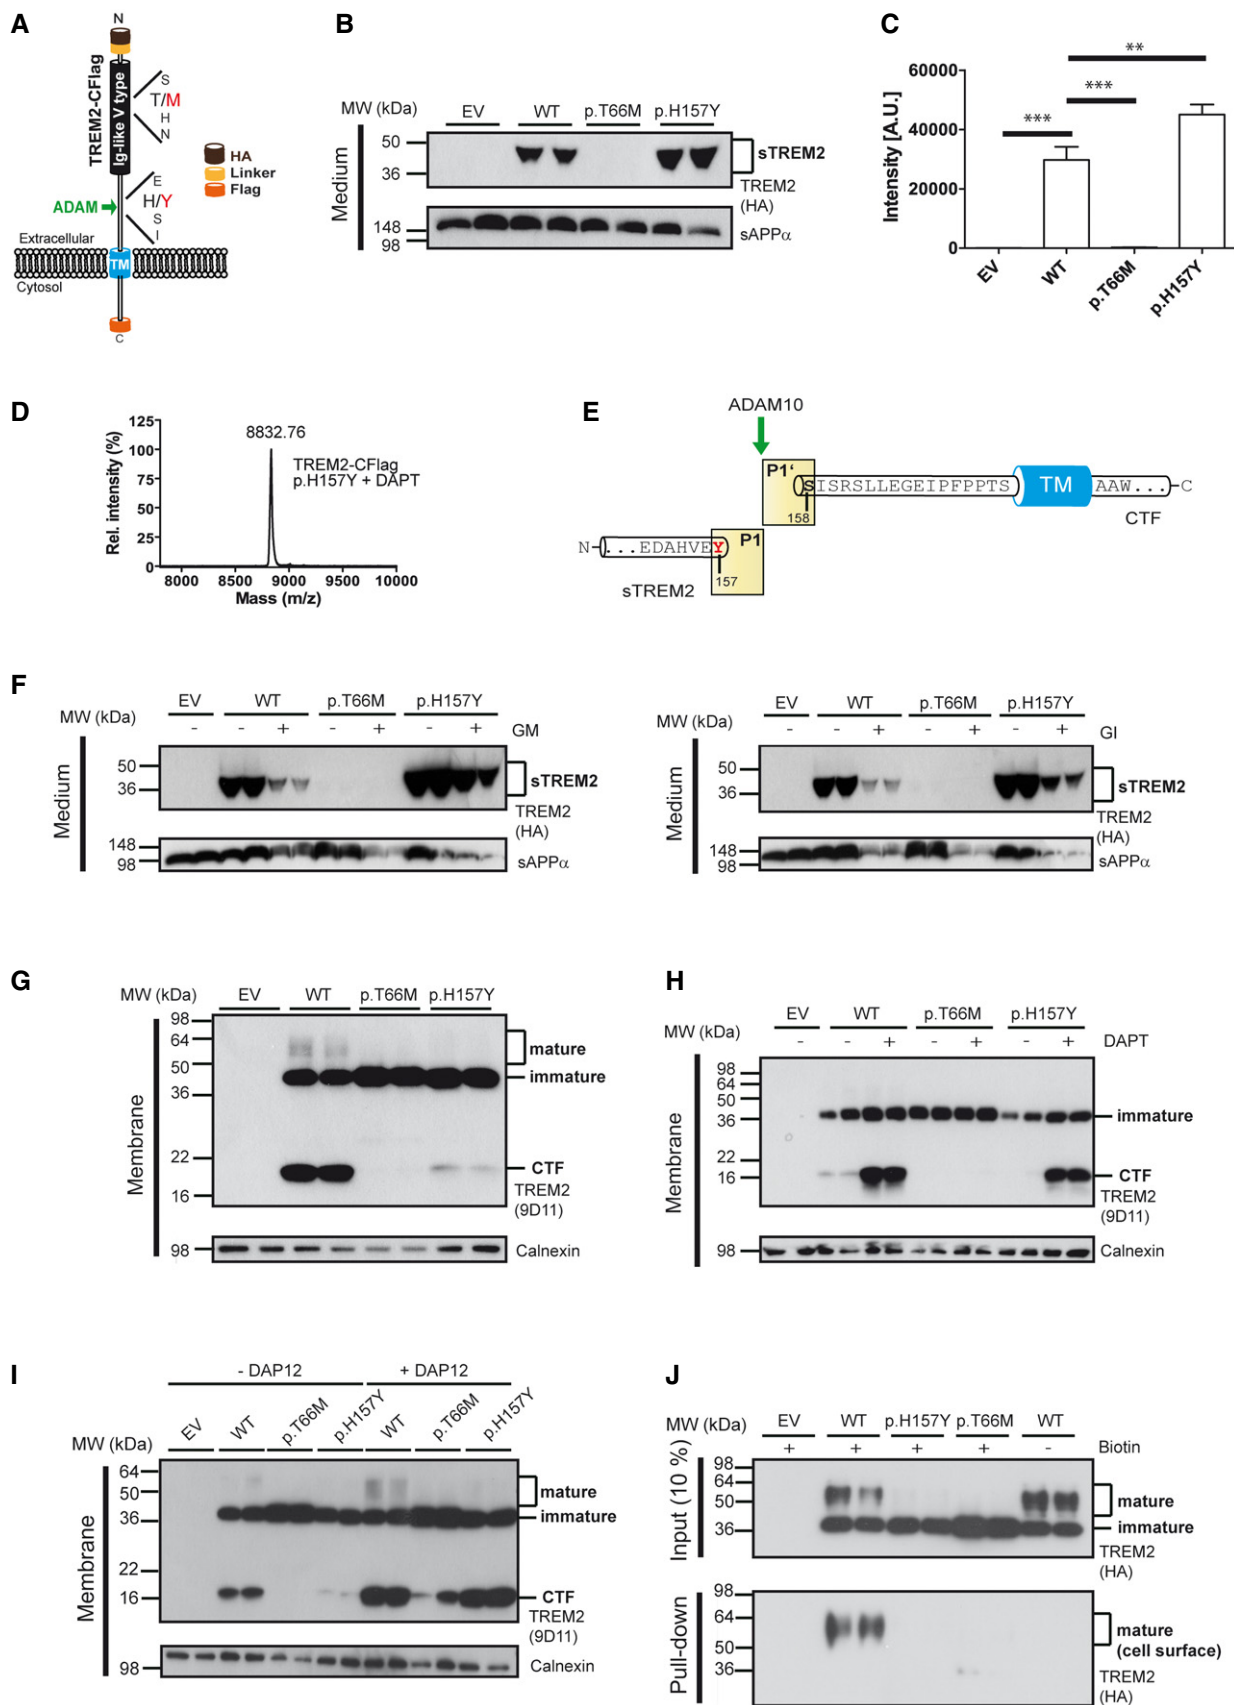 A
N
TREM2-CFlag
Ig-like V type
S
T/M
H
N
HA
Linker
Flag
E
H/Y
S
I
ADAM
Extracellular
TM
Cytosol
C
B
MW (kDa)
EV WT p.T66M p.H157Y
50
36
sTREM2
TREM2
(HA)
Medium
148
98
sAPPα
C
Intensity [A.U.]
60000
40000
20000
0
***
***
**
EV WT p.T66M p.H157Y
D
Rel. intensity (%)
125
100
75
50
25
0
8832.76
TREM2-CFlag
p.H157Y + DAPT
8000 8500 9000 9500 10000
Mass (m/z)
E
ADAM10
P1‘
SISRSLLEGEIPFPPTS TM AAW... C
158
CTF
N ...EDAHVEY P1
157
sTREM2
F
EV WT p.T66M p.H157Y
MW (kDa)
- - + - + - + GM
50
36
sTREM2
TREM2
(HA)
Medium
148
98
sAPPα
EV WT p.T66M p.H157Y
MW (kDa)
- - + - + - + GI
50
36
sTREM2
TREM2
(HA)
Medium
148
98
sAPPα
G
MW (kDa) EV WT p.T66M p.H157Y
98
64
50
36
22
16
mature
immature
CTF
TREM2
(9D11)
Membrane
98
Calnexin
H
EV WT p.T66M p.H157Y
MW (kDa)
- - + - + - + DAPT
98
64
50
36
22
16
immature
CTF
TREM2
(9D11)
Membrane
98
Calnexin
I
- DAP12 + DAP12
EV WT p.T66M p.H157Y WT p.T66M p.H157Y
MW (kDa)
64
50
36
22
16
mature
immature
CTF
TREM2
(9D11)
Membrane
98
Calnexin
J
EV WT p.H157Y p.T66M WT
MW (kDa)
+ + + + - Biotin
Input (10 %)
98
64
50
36
mature
immature
TREM2
(HA)
Pull-down
98
64
50
36
mature
(cell surface)
TREM2
(HA)